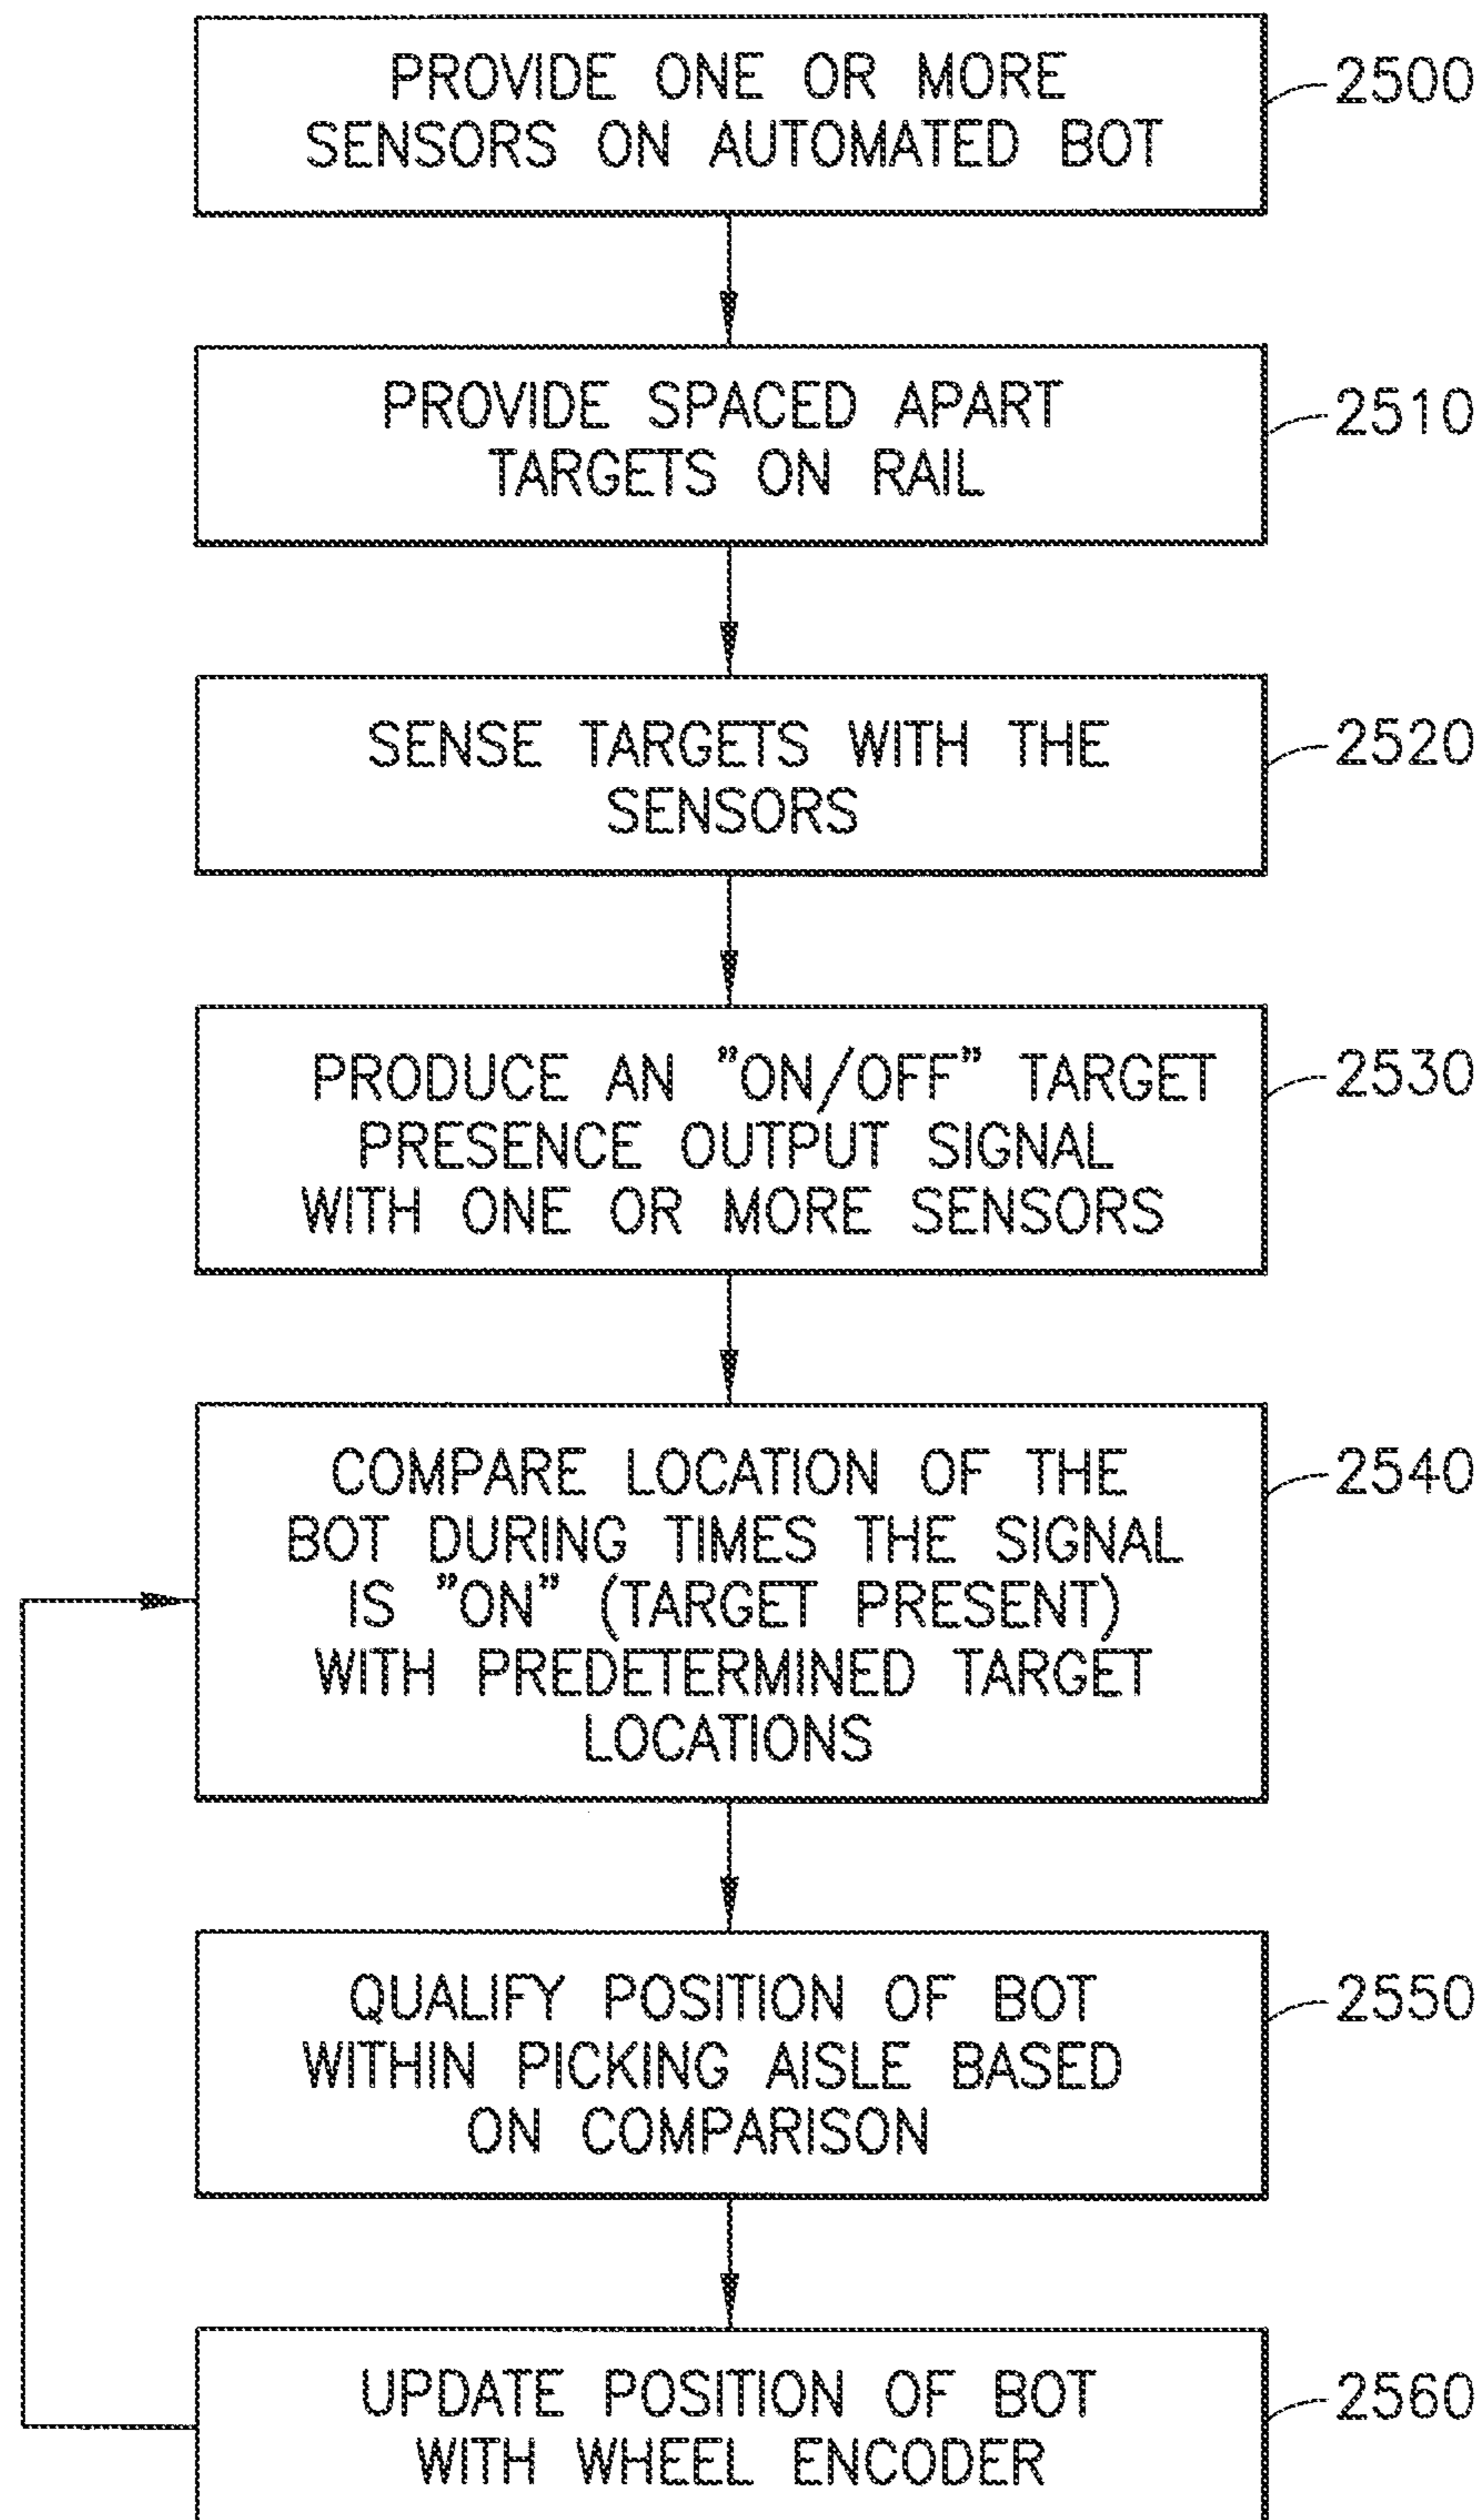 PROVIDE ONE OR MORE
SENSORS ON AUTOMATED BOT
2500
PROVIDE SPACED APART
TARGETS ON RAIL
2510
SENSE TARGETS WITH THE
SENSORS
2520
PRODUCE AN "ON/OFF" TARGET
PRESENCE OUTPUT SIGNAL
WITH ONE OR MORE SENSORS
2530
COMPARE LOCATION OF THE
BOT DURING TIMES THE SIGNAL
IS "ON" (TARGET PRESENT)
WITH PREDETERMINED TARGET
LOCATIONS
2540
QUALIFY POSITION OF BOT
WITHIN PICKING AISLE BASED
ON COMPARISON
2550
UPDATE POSITION OF BOT
WITH WHEEL ENCODER
2560